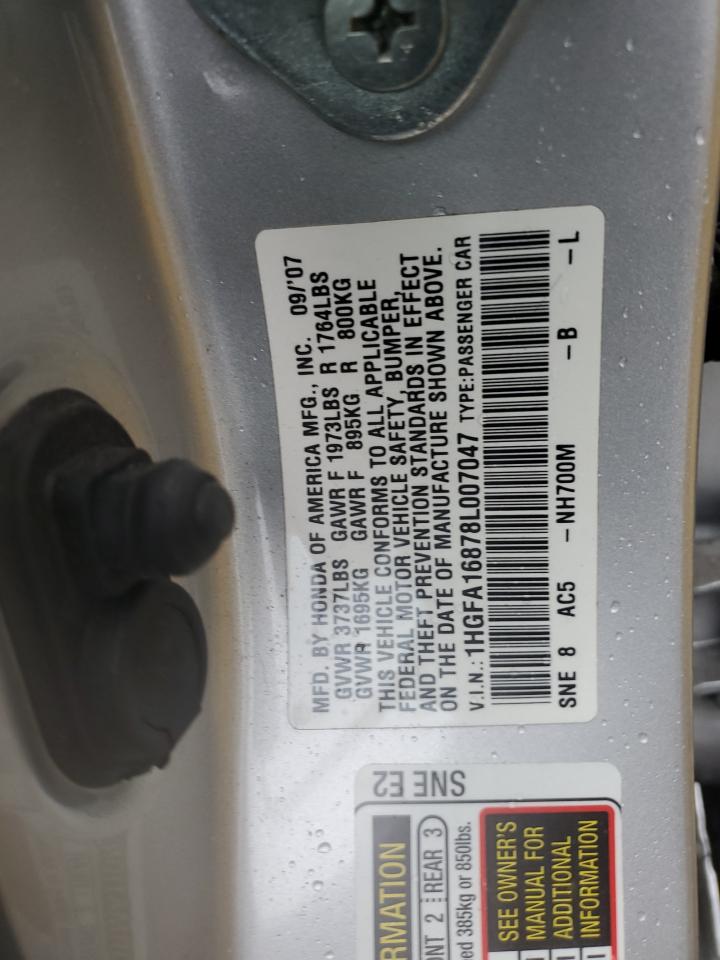 MFD. BY HONDA OF AMERICA MFG., INC. 09/'07
GVWR 3737LBS GAWR F 1973LBS R 1764LBS
GVWR 1695KG GAWR F 895KG R 800KG
THIS VEHICLE CONFORMS TO ALL APPLICABLE
FEDERAL MOTOR VEHICLE SAFETY, BUMPER,
AND THEFT PREVENTION STANDARDS IN EFFECT
ON THE DATE OF MANUFACTURE SHOWN ABOVE.
V.I.N.: 1HGFA16878L007047 TYPE:PASSENGER CAR
SNE 8 AC5 -NH700M -B -L
SNE E2
2 REAR 3
385kg or 850lbs.
SEE OWNER'S
MANUAL FOR
ADDITIONAL
INFORMATION